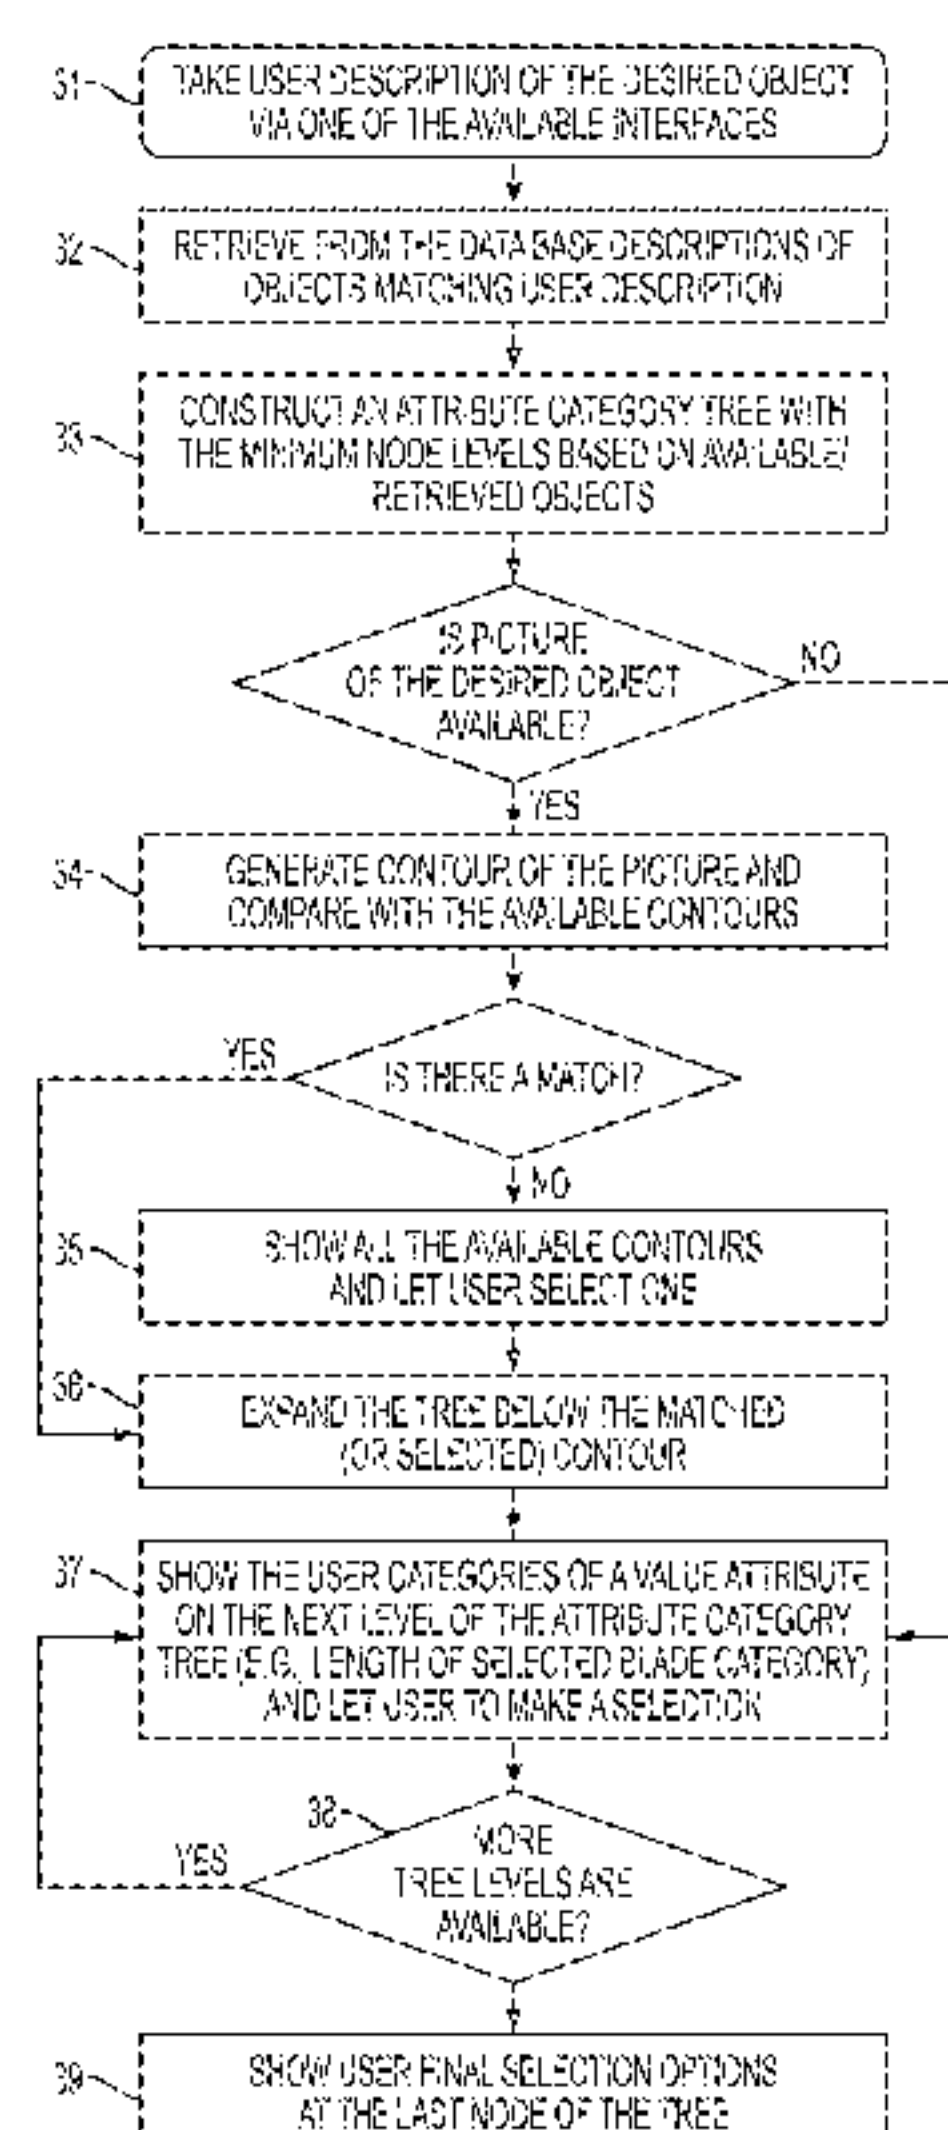 31
TAKE USER DESCRIPTION OF THE DESIRED OBJECT
VIA ONE OF THE AVAILABLE INTERFACES
32
RETRIEVE FROM THE DATA BASE DESCRIPTIONS OF
OBJECTS MATCHING USER DESCRIPTION
33
CONSTRUCT AN ATTRIBUTE CATEGORY TREE WITH
THE MINIMUM NODE LEVELS BASED ON AVAILABLE/
RETRIEVED OBJECTS
IS PICTURE
OF THE DESIRED OBJECT
AVAILABLE?
NO
YES
34
GENERATE CONTOUR OF THE PICTURE AND
COMPARE WITH THE AVAILABLE CONTOURS
YES
IS THERE A MATCH?
NO
35
SHOW ALL THE AVAILABLE CONTOURS
AND LET USER SELECT ONE
36
EXPAND THE TREE BELOW THE MATCHED
(OR SELECTED) CONTOUR
37
SHOW THE USER CATEGORIES OF A VALUE ATTRIBUTE
ON THE NEXT LEVEL OF THE ATTRIBUTE CATEGORY
TREE (E.G., LENGTH OF SELECTED BLADE CATEGORY)
AND LET USER TO MAKE A SELECTION
38
YES
MORE
TREE LEVELS ARE
AVAILABLE?
39
SHOW USER FINAL SELECTION OPTIONS
AT THE LAST NODE OF THE TREE